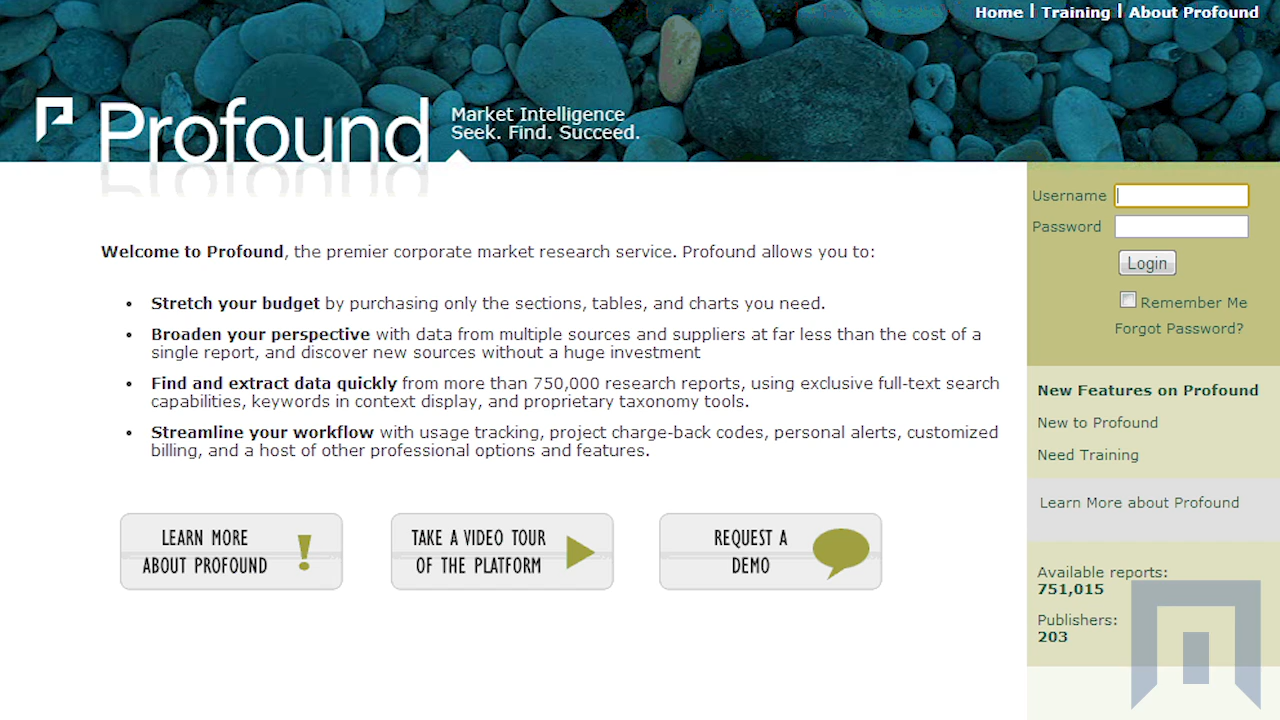 Home | Training | About Profound
Profound
Market Intelligence
Seek. Find. Succeed.
Username
Password
Login
Remember Me
Forgot Password?
Welcome to Profound, the premier corporate market research service. Profound allows you to:
• Stretch your budget by purchasing only the sections, tables, and charts you need.
• Broaden your perspective with data from multiple sources and suppliers at far less than the cost of a
single report, and discover new sources without a huge investment
• Find and extract data quickly from more than 750,000 research reports, using exclusive full-text search
capabilities, keywords in context display, and proprietary taxonomy tools.
• Streamline your workflow with usage tracking, project charge-back codes, personal alerts, customized
billing, and a host of other professional options and features.
LEARN MORE
ABOUT PROFOUND
TAKE A VIDEO TOUR
OF THE PLATFORM
REQUEST A
DEMO
New Features on Profound
New to Profound
Need Training
Learn More about Profound
Available reports:
751,015
Publishers:
203